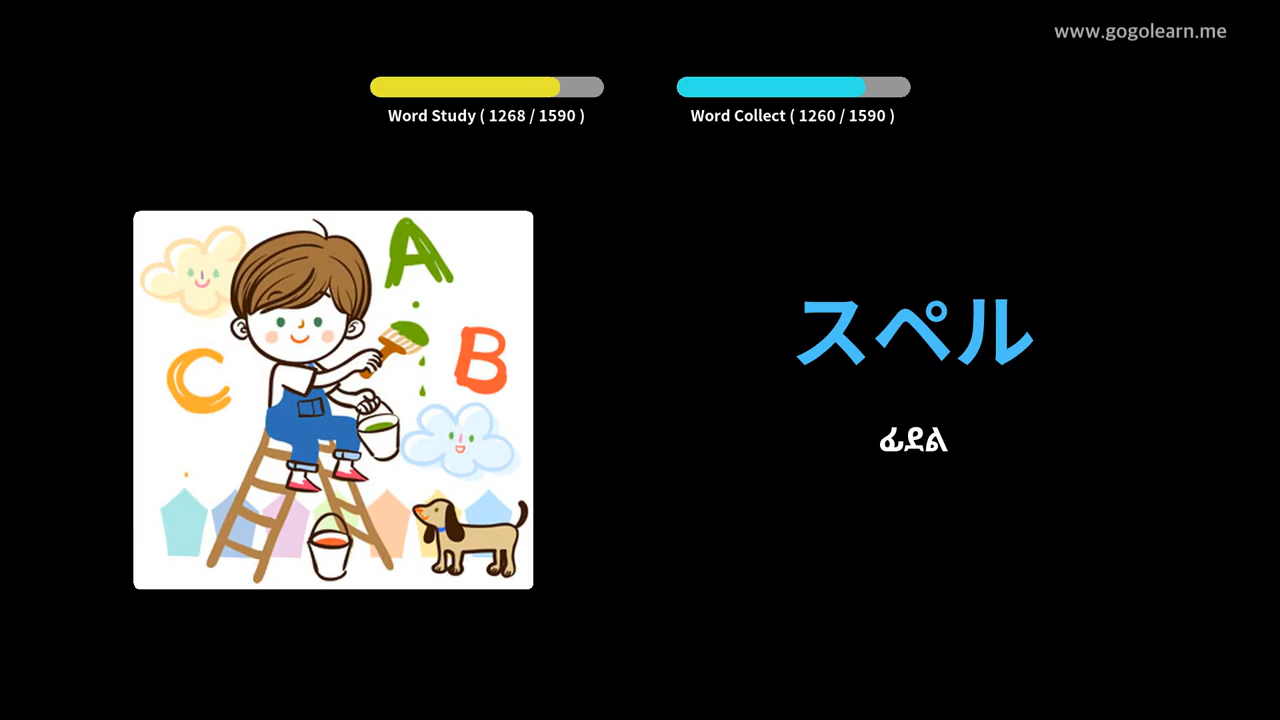 www.gogolearn.me
Word Study ( 1268 / 1590 )
Word Collect ( 1260 / 1590 )
A
B
C
スペル
ፊደል